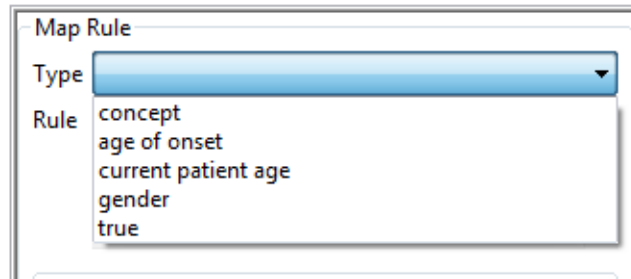 Map Rule
Type
Rule
concept
age of onset
current patient age
gender
true